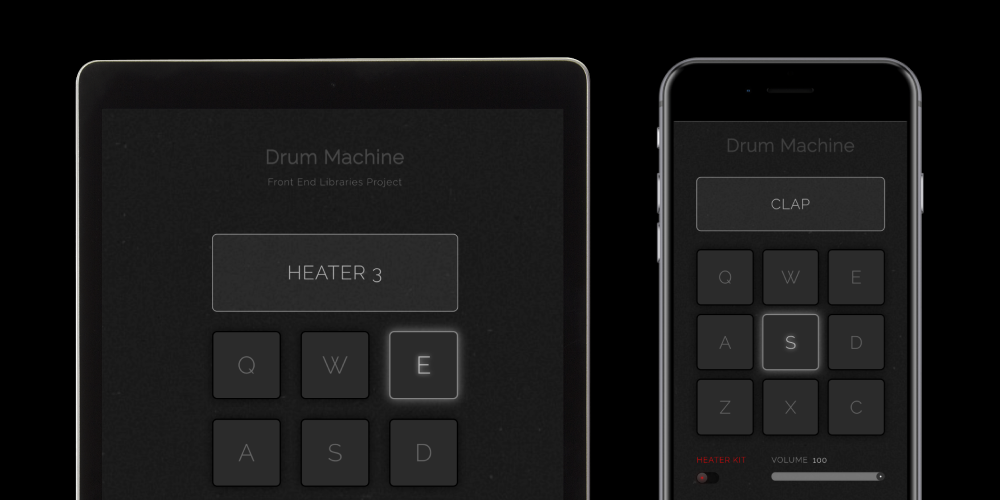 Drum Machine
Front End Libraries Project
HEATER 3
Q W E
A S D
Drum Machine
CLAP
Q W E
A S D
Z X C
HEATER KIT VOLUME 100